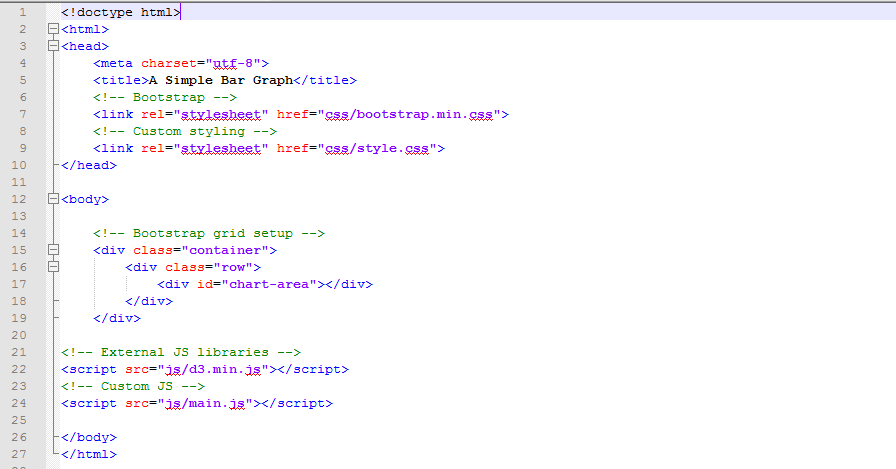 1 <!doctype html>
2 <html>
3 <head>
4 <meta charset="utf-8">
5 <title>A Simple Bar Graph</title>
6 <!-- Bootstrap -->
7 <link rel="stylesheet" href="css/bootstrap.min.css">
8 <!-- Custom styling -->
9 <link rel="stylesheet" href="css/style.css">
10 </head>
11
12 <body>
13
14 <!-- Bootstrap grid setup -->
15 <div class="container">
16 <div class="row">
17 <div id="chart-area"></div>
18 </div>
19 </div>
20
21 <!-- External JS libraries -->
22 <script src="js/d3.min.js"></script>
23 <!-- Custom JS -->
24 <script src="js/main.js"></script>
25
26 </body>
27 </html>